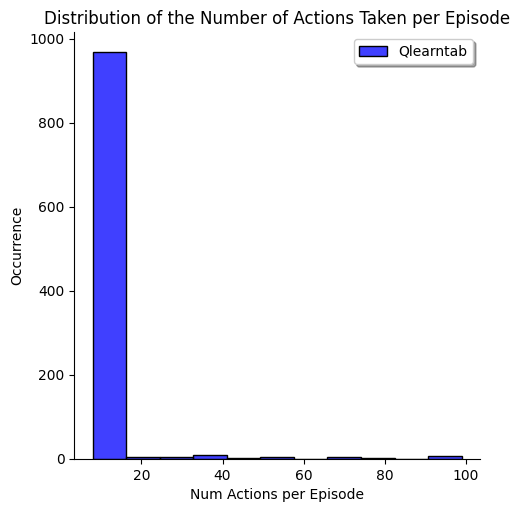 Distribution of the Number of Actions Taken per Episode
Qlearntab
1000
800
600
400
200
0
Occurrence
20 40 60 80 100
Num Actions per Episode